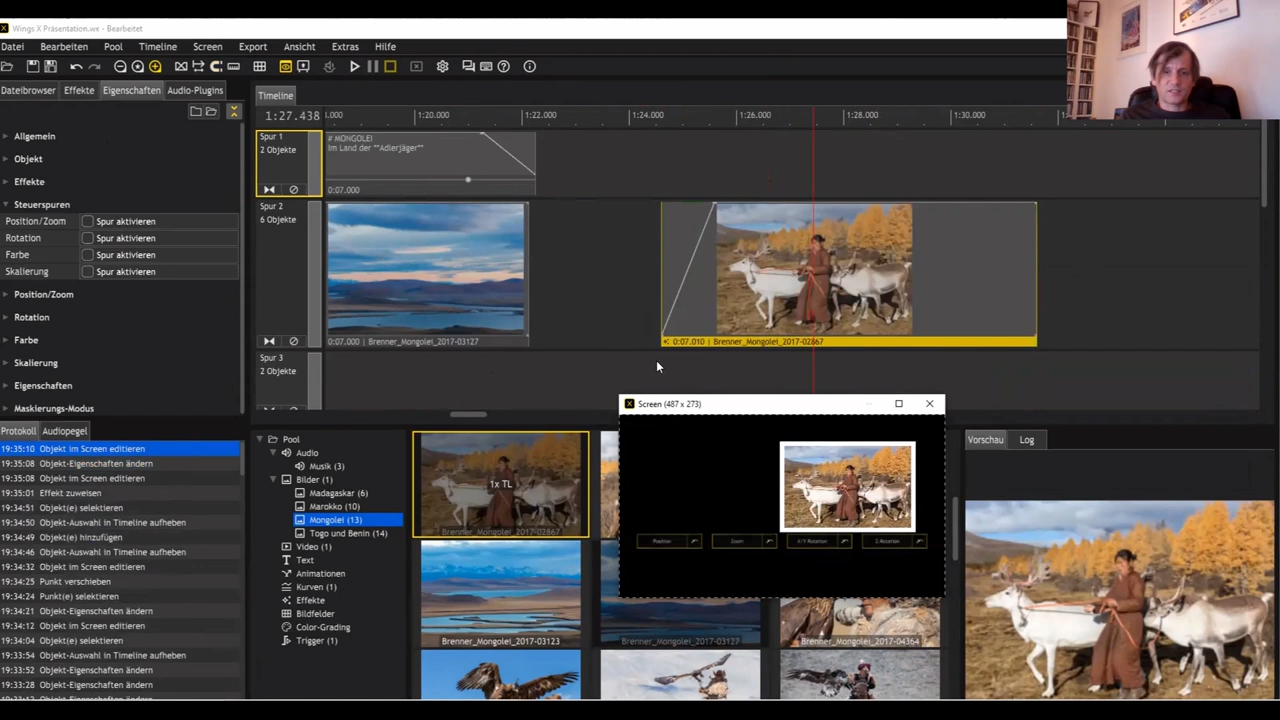 Wings X Präsentation.wx - Bearbeitet
Datei Bearbeiten Pool Timeline Screen Export Ansicht Extras Hilfe
Dateibrowser Effekte Eigenschaften Audio-Plugins
Allgemein
Objekt
Effekte
Steuerspuren
Position/Zoom Spur aktivieren
Rotation Spur aktivieren
Farbe Spur aktivieren
Skalierung Spur aktivieren
Position/Zoom
Rotation
Farbe
Skalierung
Eigenschaften
Maskierungs-Modus
Timeline
1:27.438 :.000 1:20.000 1:22.000 1:24.000 1:26.000 1:28.000 1:30.000
Spur 1
2 Objekte
# MONGOLEI
Im Land der **Adlerjäger**
0:07.000
Spur 2
6 Objekte
0:07.000 | Brenner_Mongolei_2017-03127
0:07.010 | Brenner_Mongolei_2017-02867
Spur 3
2 Objekte
Protokoll Audiopegel
19:35:10 Objekt im Screen editieren
19:35:08 Objekt-Eigenschaften ändern
19:35:08 Objekt im Screen editieren
19:35:01 Effekt zuweisen
19:34:51 Objekt(e) selektieren
19:34:50 Objekt-Auswahl in Timeline aufheben
19:34:49 Objekt(e) hinzufügen
19:34:46 Objekt-Auswahl in Timeline aufheben
19:34:32 Objekt im Screen editieren
19:34:25 Punkt verschieben
19:34:24 Punkt(e) selektieren
19:34:21 Objekt-Eigenschaften ändern
19:34:12 Objekt im Screen editieren
19:34:04 Objekt(e) selektieren
19:33:54 Objekt-Auswahl in Timeline aufheben
19:33:52 Objekt-Eigenschaften ändern
19:33:28 Objekt-Eigenschaften ändern
Pool
Audio
Musik (3)
Bilder (1)
Madagaskar (6)
Marokko (10)
Mongolei (13)
Togo und Benin (14)
Video (1)
Text
Animationen
Kurven (1)
Effekte
Bildfelder
Color-Grading
Trigger (1)
1x TL
Brenner_Mongolei_2017-02867
Brenner_Mongolei_2017-03123
Brenner_Mongolei_2017-03127
Brenner_Mongolei_2017-04364
Screen (487 x 273)
Position Zoom X/Y Rotation Z Rotation
Vorschau Log